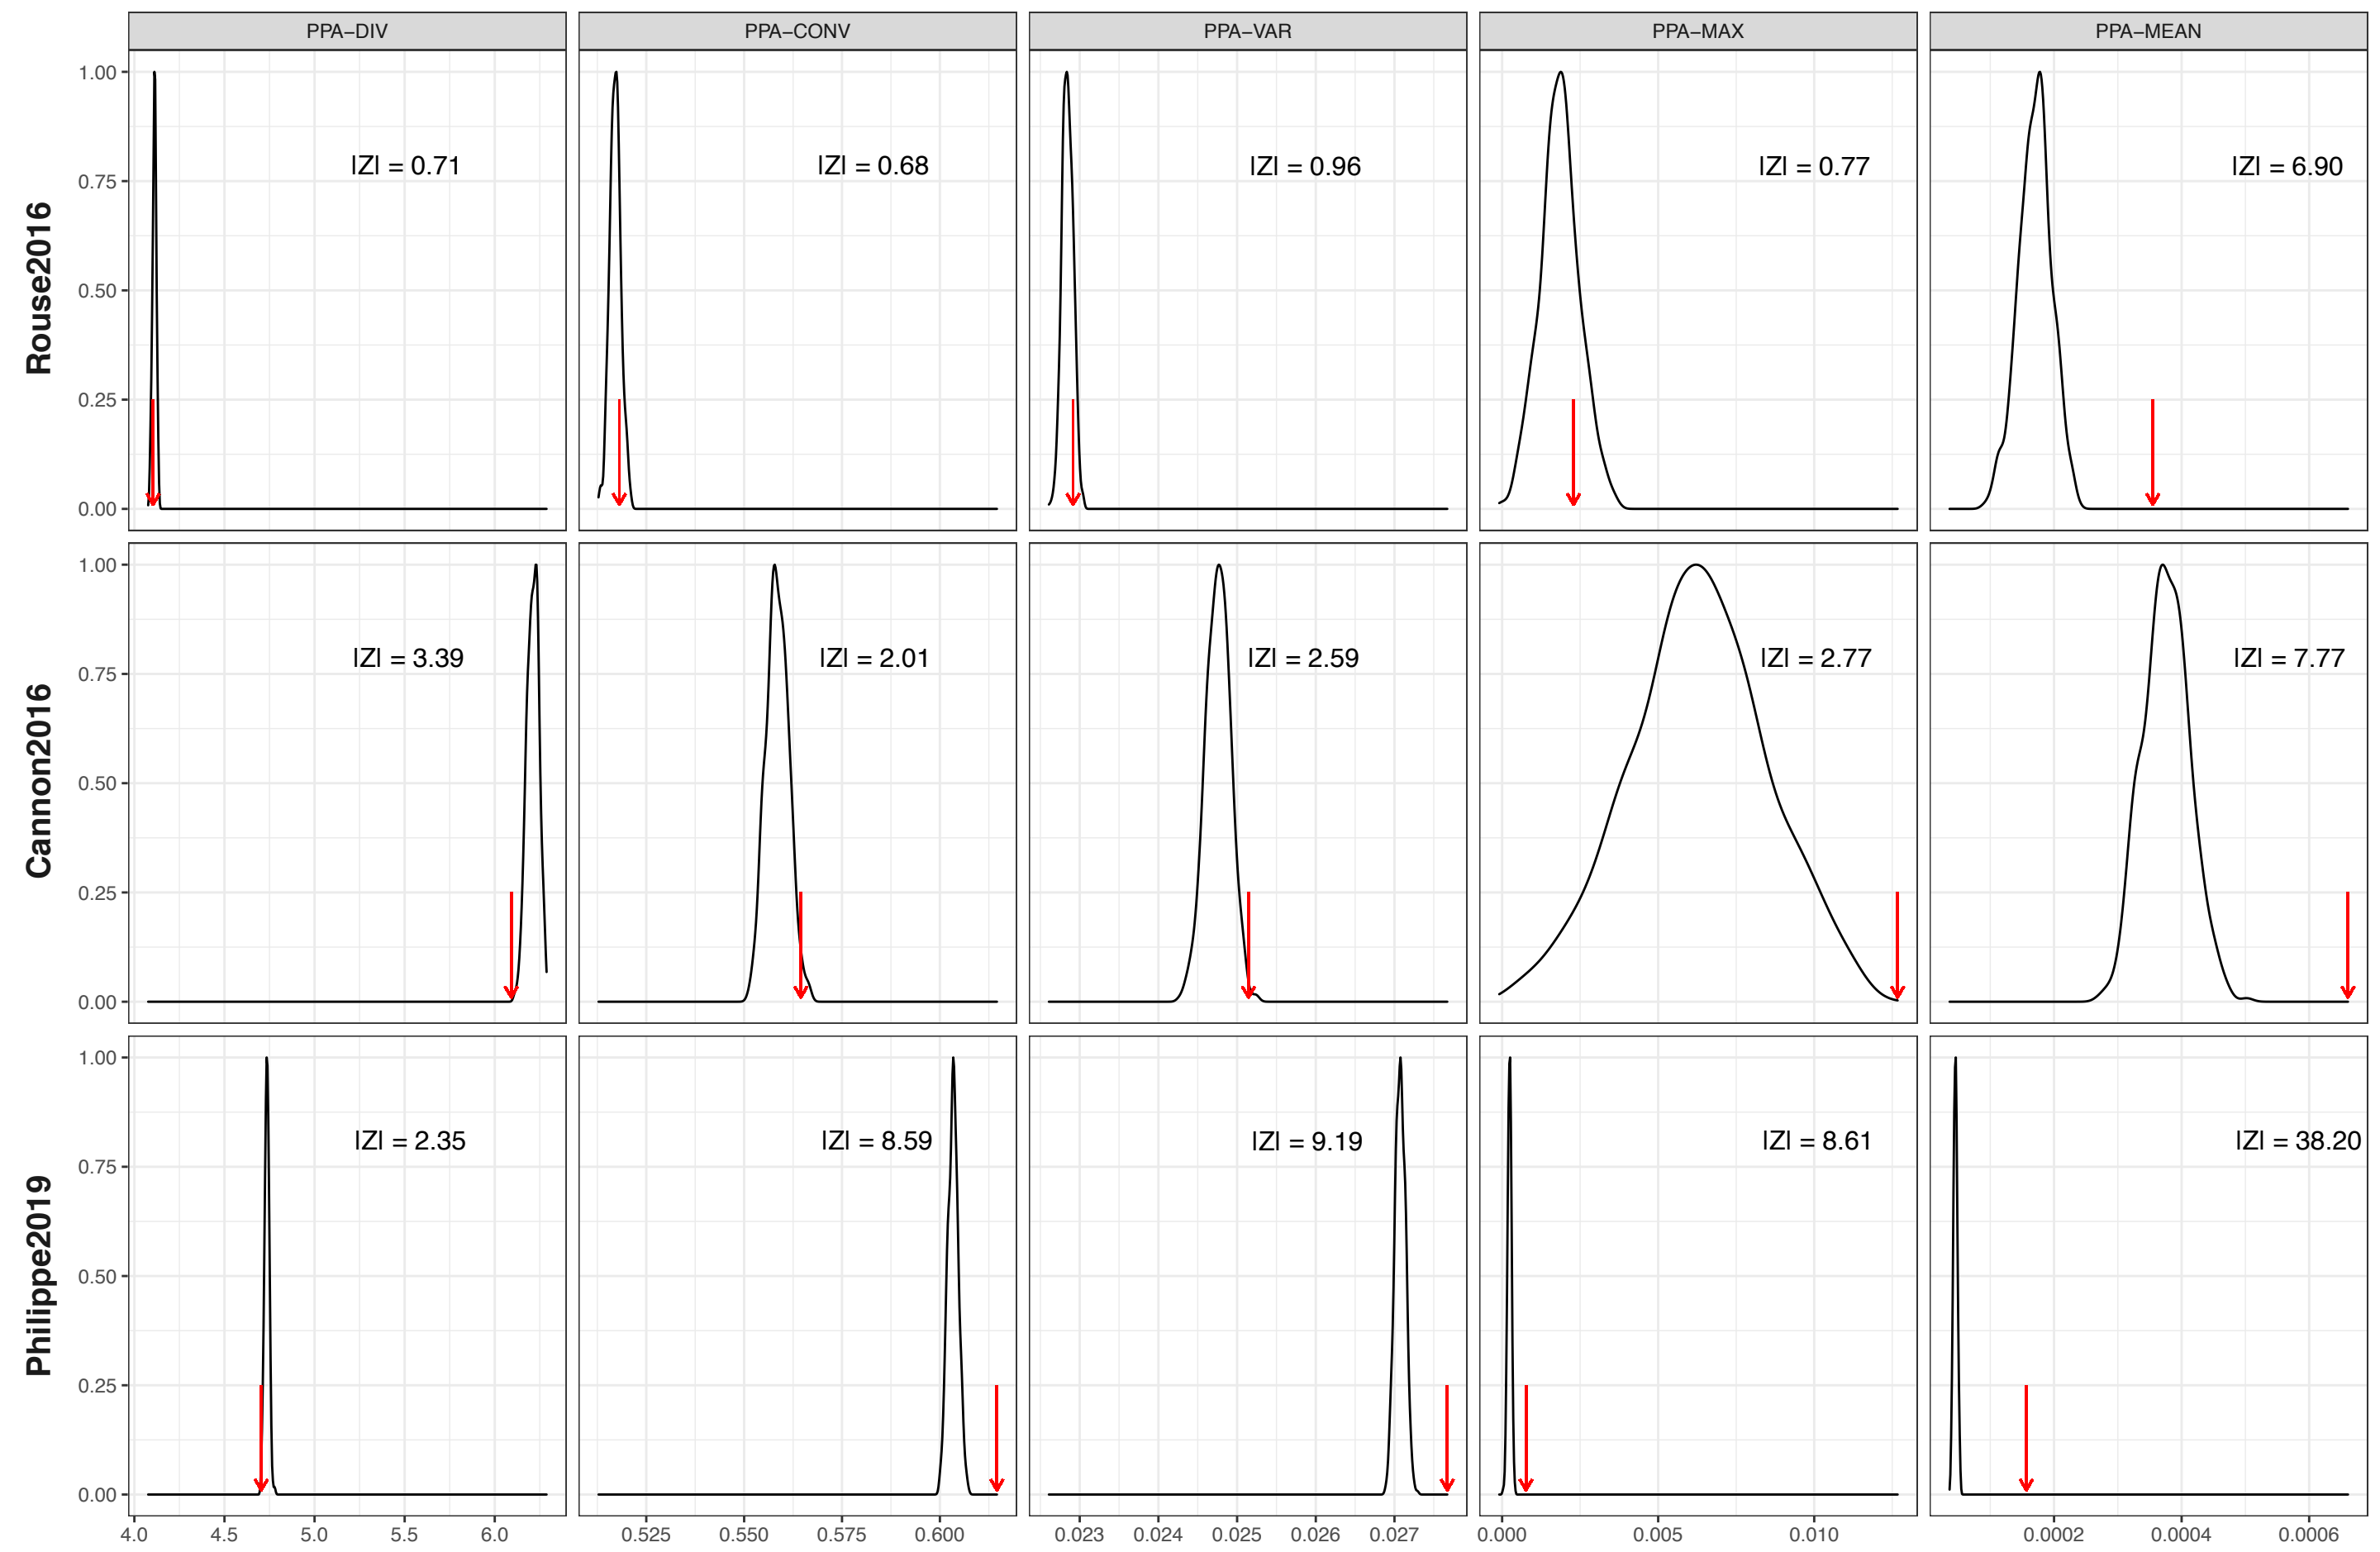 PPA−DIV PPA−CONV PPA−VAR PPA−MAX PPA−MEAN
Rouse2016
1.00
0.75
0.50
0.25
0.00
|Z| = 0.71 |Z| = 0.68 |Z| = 0.96 |Z| = 0.77 |Z| = 6.90
Cannon2016
1.00
0.75
0.50
0.25
0.00
|Z| = 3.39 |Z| = 2.01 |Z| = 2.59 |Z| = 2.77 |Z| = 7.77
Philippe2019
1.00
0.75
0.50
0.25
0.00
|Z| = 2.35 |Z| = 8.59 |Z| = 9.19 |Z| = 8.61 |Z| = 38.20
4.0 4.5 5.0 5.5 6.0 0.525 0.550 0.575 0.600 0.023 0.024 0.025 0.026 0.027 0.000 0.005 0.010 0.0002 0.0004 0.0006